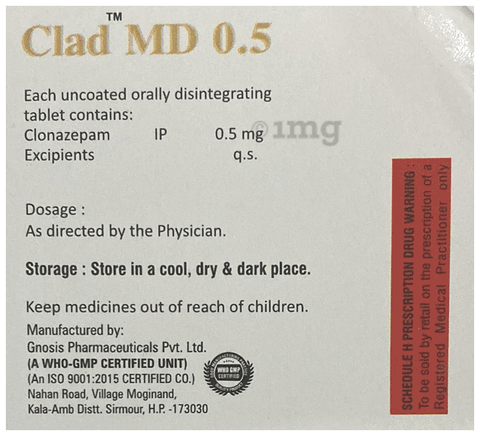 Clad™ MD 0.5
Each uncoated orally disintegrating
tablet contains:
Clonazepam IP 0.5 mg
Excipients q.s.
1mg
Dosage :
As directed by the Physician.
Storage : Store in a cool, dry & dark place.
Keep medicines out of reach of children.
Manufactured by:
Gnosis Pharmaceuticals Pvt. Ltd.
(A WHO-GMP CERTIFIED UNIT)
(An ISO 9001:2015 CERTIFIED CO.)
Nahan Road, Village Moginand,
Kala-Amb Distt. Sirmour, H.P. -173030
WHO GMP
CERTIFIED
SCHEDULE H PRESCRIPTION DRUG WARNING :
To be sold by retail on the prescription of a
Registered Medical Practitioner only